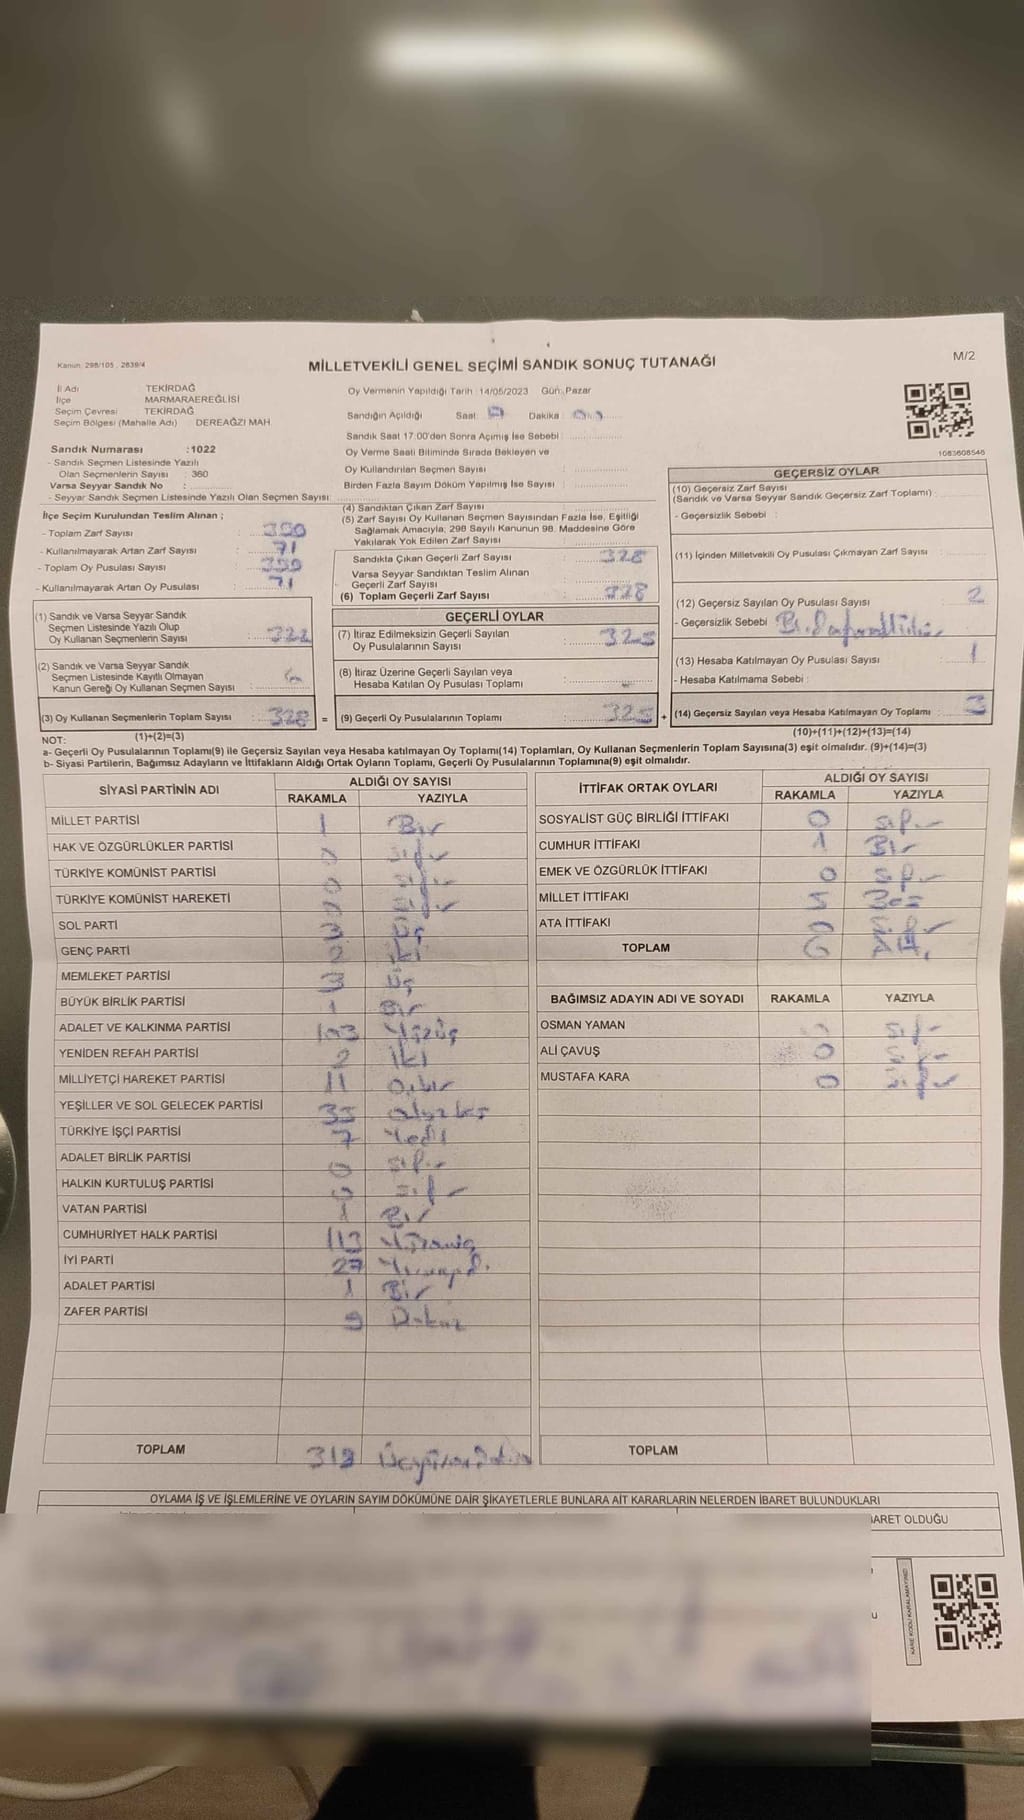 Kanun: 298/105 , 2839/4
MİLLETVEKİLİ GENEL SEÇİMİ SANDIK SONUÇ TUTANAĞI
M/2
İl Adı TEKİRDAĞ
İlçe MARMARAEREĞLİSİ
Seçim Çevresi TEKİRDAĞ
Seçim Bölgesi (Mahalle Adı) : DEREAĞZI MAH.
Sandık Numarası : 1022
- Sandık Seçmen Listesinde Yazılı
Olan Seçmenlerin Sayısı : 360
Varsa Seyyar Sandık No :
- Seyyar Sandık Seçmen Listesinde Yazılı Olan Seçmen Sayısı:
Oy Vermenin Yapıldığı Tarih : 14/05/2023 Gün: Pazar
Sandığın Açıldığı Saat: Dakika :
Sandık Saat 17:00'den Sonra Açımış İse Sebebi :
Oy Verme Saati Bitiminde Sırada Bekleyen ve
Oy Kullandırılan Seçmen Sayısı :
Birden Fazla Sayım Döküm Yapılmış İse Sayısı :
1083608548
İlçe Seçim Kurulundan Teslim Alınan ;
- Toplam Zarf Sayısı :
- Kullanılmayarak Artan Zarf Sayısı : 71
- Toplam Oy Pusulası Sayısı :
- Kullanılmayarak Artan Oy Pusulası : 71
(1) Sandık ve Varsa Seyyar Sandık
Seçmen Listesinde Yazılı Olup
Oy Kullanan Seçmenlerin Sayısı : 322
(2) Sandık ve Varsa Seyyar Sandık
Seçmen Listesinde Kayıtlı Olmayan
Kanun Gereği Oy Kullanan Seçmen Sayısı : 6
(3) Oy Kullanan Seçmenlerin Toplam Sayısı : 328 =
(4) Sandıktan Çıkan Zarf Sayısı :
(5) Zarf Sayısı Oy Kullanan Seçmen Sayısından Fazla İse, Eşitliği
Sağlamak Amacıyla; 298 Sayılı Kanunun 98. Maddesine Göre
Yakılarak Yok Edilen Zarf Sayısı :
Sandıkta Çıkan Geçerli Zarf Sayısı : 328
Varsa Seyyar Sandıktan Teslim Alınan
Geçerli Zarf Sayısı :
(6) Toplam Geçerli Zarf Sayısı : 328
GEÇERLİ OYLAR
(7) İtiraz Edilmeksizin Geçerli Sayılan
Oy Pusulalarının Sayısı : 325
(8) İtiraz Üzerine Geçerli Sayılan veya
Hesaba Katılan Oy Pusulası Toplamı : -
(9) Geçerli Oy Pusulalarının Toplamı : 325 +
GEÇERSİZ OYLAR
(10) Geçersiz Zarf Sayısı
(Sandık ve Varsa Seyyar Sandık Geçersiz Zarf Toplamı) :
- Geçersizlik Sebebi :
(11) İçinden Milletvekili Oy Pusulası Çıkmayan Zarf Sayısı :
(12) Geçersiz Sayılan Oy Pusulası Sayısı : 2
- Geçersizlik Sebebi :
(13) Hesaba Katılmayan Oy Pusulası Sayısı : 1
- Hesaba Katılmama Sebebi :
(14) Geçersiz Sayılan veya Hesaba Katılmayan Oy Toplamı : 3
NOT: (1)+(2)=(3)
(10)+(11)+(12)+(13)=(14)
a- Geçerli Oy Pusulalarının Toplamı(9) ile Geçersiz Sayılan veya Hesaba katılmayan Oy Toplamı(14) Toplamları, Oy Kullanan Seçmenlerin Toplam Sayısına(3) eşit olmalıdır. (9)+(14)=(3)
b- Siyasi Partilerin, Bağımsız Adayların ve İttifakların Aldığı Ortak Oyların Toplamı, Geçerli Oy Pusulalarının Toplamına(9) eşit olmalıdır.
SİYASİ PARTİNİN ADI ALDIĞI OY SAYISI
RAKAMLA YAZIYLA
MİLLET PARTİSİ 1 Bir
HAK VE ÖZGÜRLÜKLER PARTİSİ 0 sıfır
TÜRKİYE KOMÜNİST PARTİSİ 0 sıfır
TÜRKİYE KOMÜNİST HAREKETİ 0 sıfır
SOL PARTİ 3 Üç
GENÇ PARTİ 2 İki
MEMLEKET PARTİSİ 3 Üç
BÜYÜK BİRLİK PARTİSİ 1 Bir
ADALET VE KALKINMA PARTİSİ 103 Yüzüç
YENİDEN REFAH PARTİSİ 2 İki
MİLLİYETÇİ HAREKET PARTİSİ 11 Onbir
YEŞİLLER VE SOL GELECEK PARTİSİ 35 otuzbeş
TÜRKİYE İŞÇİ PARTİSİ 7 Yedi
ADALET BİRLİK PARTİSİ 0 sıfır
HALKIN KURTULUŞ PARTİSİ 0 sıfır
VATAN PARTİSİ 1 Bir
CUMHURİYET HALK PARTİSİ 113 Yüzonüç
İYİ PARTİ 27
ADALET PARTİSİ 1 Bir
ZAFER PARTİSİ 9 Dokuz
TOPLAM 319 Üçyüzondokuz
İTTİFAK ORTAK OYLARI ALDIĞI OY SAYISI
RAKAMLA YAZIYLA
SOSYALİST GÜÇ BİRLİĞİ İTTİFAKI 0 sıfır
CUMHUR İTTİFAKI 1 Bir
EMEK VE ÖZGÜRLÜK İTTİFAKI 0 sıfır
MİLLET İTTİFAKI 5 Beş
ATA İTTİFAKI 0 sıfır
TOPLAM 6 Altı
BAĞIMSIZ ADAYIN ADI VE SOYADI RAKAMLA YAZIYLA
OSMAN YAMAN 0 sıfır
ALİ ÇAVUŞ 0 sıfır
MUSTAFA KARA 0 sıfır
TOPLAM
OYLAMA İŞ VE İŞLEMLERİNE VE OYLARIN SAYIM DÖKÜMÜNE DAİR ŞİKAYETLERLE BUNLARA AİT KARARLARIN NELERDEN İBARET BULUNDUKLARI
İBARET OLDUĞU
KARE KODU KARALAMAYINIZ!